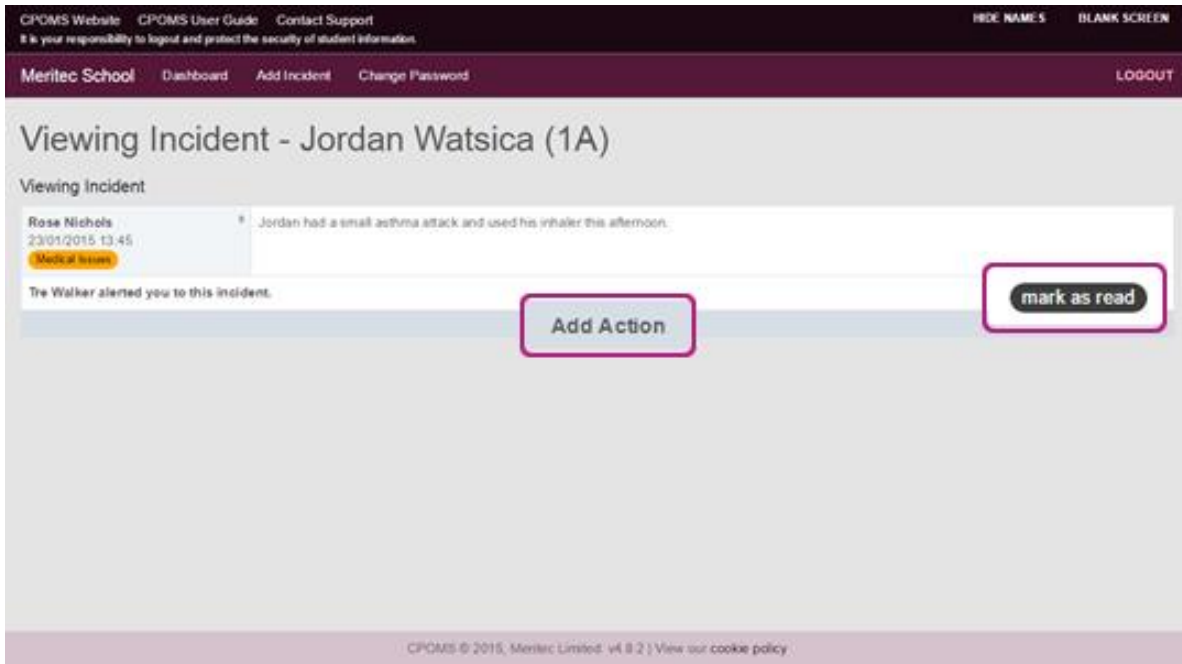 CPOMS Website CPOMS User Guide Contact Support HIDE NAMES BLANK SCREEN
It is your responsibility to logout and protect the security of student information.
Meritec School Dashboard Add Incident Change Password LOGOUT
Viewing Incident - Jordan Watsica (1A)
Viewing Incident
Rose Nichols Jordan had a small asthma attack and used his inhaler this afternoon.
23/01/2015 13:45
Medical Issues
Tre Walker alerted you to this incident. mark as read
Add Action
CPOMS © 2015, Meritec Limited. v4.8.2 | View our cookie policy